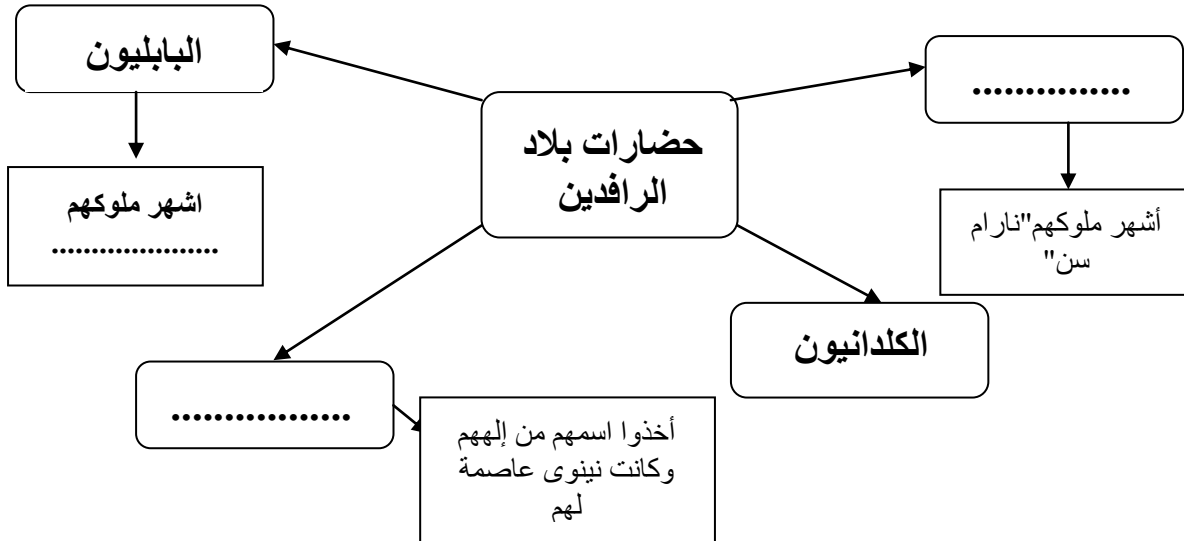 البابليون
...............
حضارات بلاد
الرافدين
اشهر ملوكهم
.....................
أشهر ملوكهم"نارام
سن"
الكلدانيون
.................
أخذوا اسمهم من إلههم
وكانت نينوى عاصمة
لهم